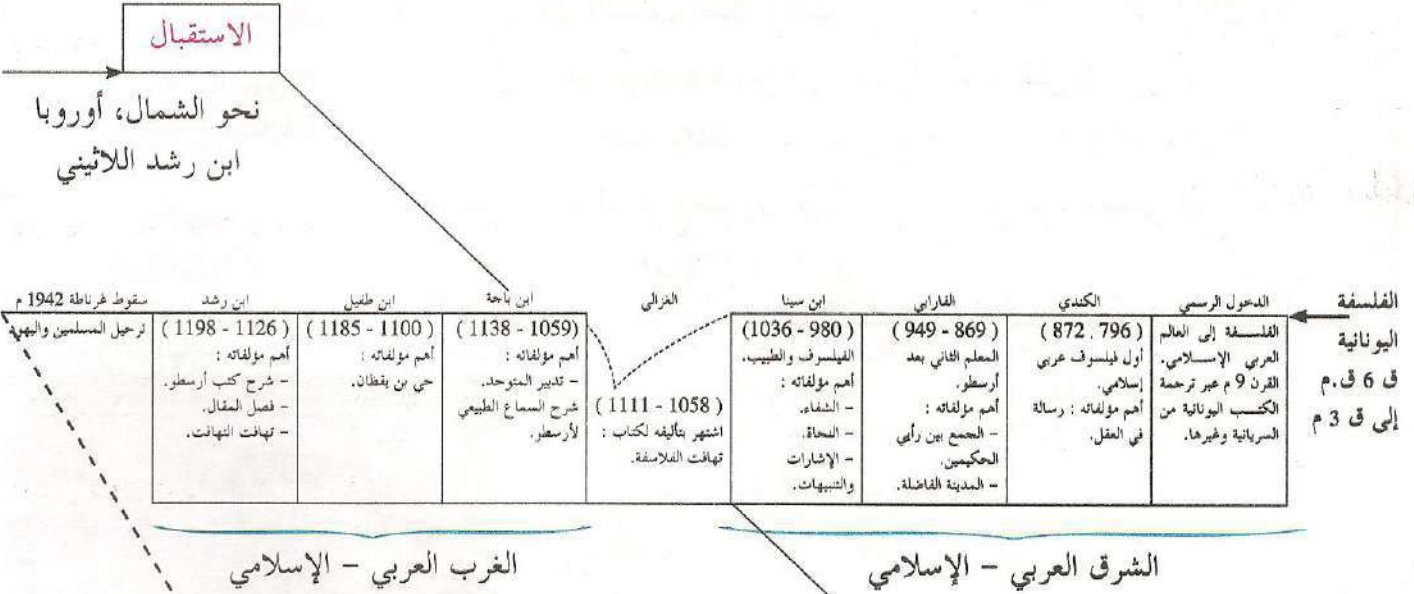 الاستقبال
نحو الشمال، أوروبا
ابن رشد اللاثيني
الفلسفة
اليونانية
ق 6 ق.م
إلى ق 3 م
الدخول الرسمي
الفلسفة إلى العالم
العربي الإسلامي.
القرن 9 م عبر ترجمة
الكتب اليونانية من
السريانية وغيرها.
الكندي
( 796 . 872 )
أول فيلسوف عربي
إسلامي.
أهم مؤلفاته : رسالة
في العقل.
الفارابي
( 869 - 949 )
المعلم الثاني بعد
أرسطو.
أهم مؤلفاته :
- الجمع بين رأيي
الحكيمين.
- المدينة الفاضلة.
ابن سينا
(980 - 1036)
الفيلسوف والطبيب.
أهم مؤلفاته :
- الشفاء.
- النجاة.
- الإشارات
والتنبيهات.
الغزالي
( 1058 - 1111 )
اشتهر بتأليفه لكتاب :
تهافت الفلاسفة.
ابن باجة
(1059 - 1138)
أهم مؤلفاته :
- تدبير المتوحد.
شرح السماع الطبيعي
لأرسطو.
ابن طفيل
( 1100 - 1185 )
أهم مؤلفاته :
حي بن يقظان.
ابن رشد
( 1126 - 1198 )
أهم مؤلفاته :
- شرح كتب أرسطو.
- فصل المقال.
- تهافت التهافت.
سقوط غرناطة 1942 م
ترحيل المسلمين واليهود
الشرق العربي - الإسلامي
الغرب العربي - الإسلامي